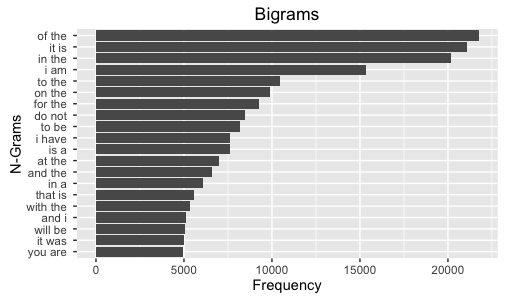 Bigrams
of the
it is
in the
i am
to the
on the
for the
do not
to be
i have
is a
at the
and the
in a
that is
with the
and i
will be
it was
you are
N-Grams
0 5000 10000 15000 20000
Frequency